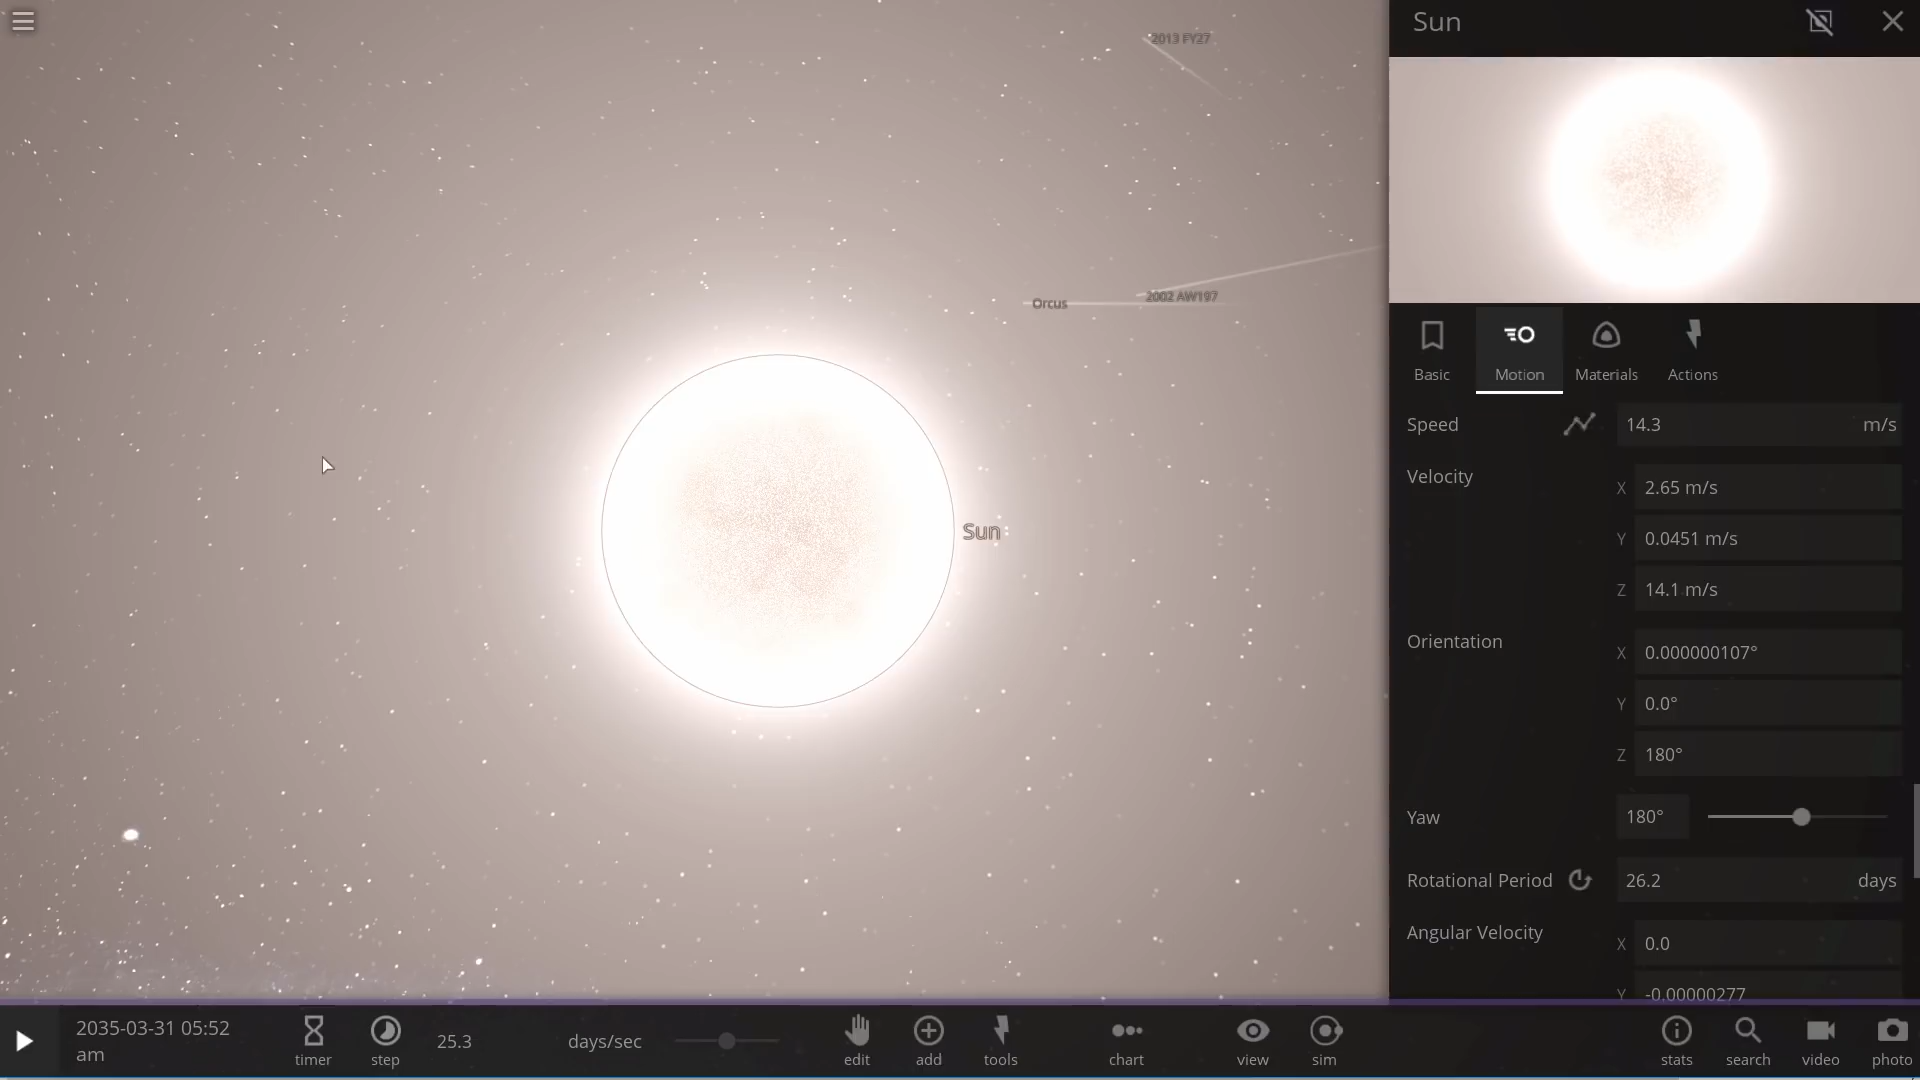 Sun
2013 FY27
Orcus
2002 AW197
Sun
Basic
Motion
Materials
Actions
Speed
14.3 m/s
Velocity
X 2.65 m/s
Y 0.0451 m/s
Z 14.1 m/s
Orientation
X 0.000000107°
Y 0.0°
Z 180°
Yaw
180°
Rotational Period
26.2 days
Angular Velocity
X 0.0
Y -0.00000277
2035-03-31 05:52
am
timer
step
25.3 days/sec
edit
add
tools
chart
view
sim
stats
search
video
photo